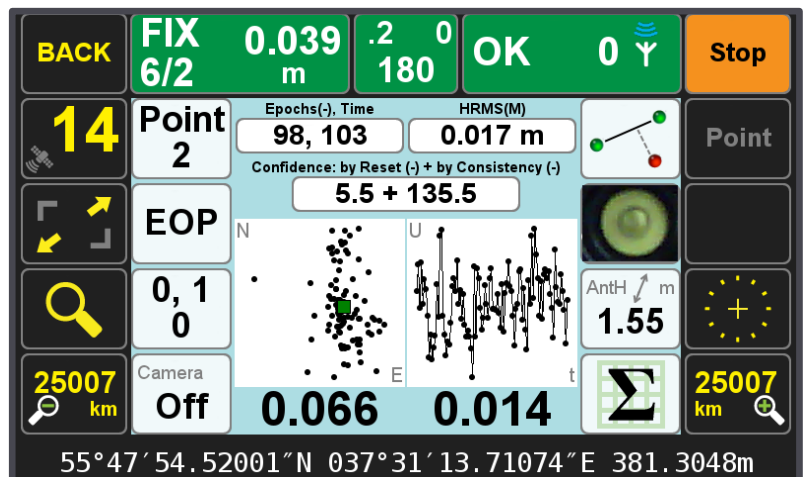 BACK
FIX 0.039
6/2 m
.2 0
180
OK 0
Stop
14
Point
2
Epochs(-), Time
98, 103
HRMS(M)
0.017 m
Point
Confidence: by Reset (-) + by Consistency (-)
5.5 + 135.5
EOP
N
E
U
t
0, 1
0
AntH m
1.55
25007
km
Camera
Off
0.066
0.014
Σ
25007
km
55°47′54.52001″N 037°31′13.71074″E 381.3048m